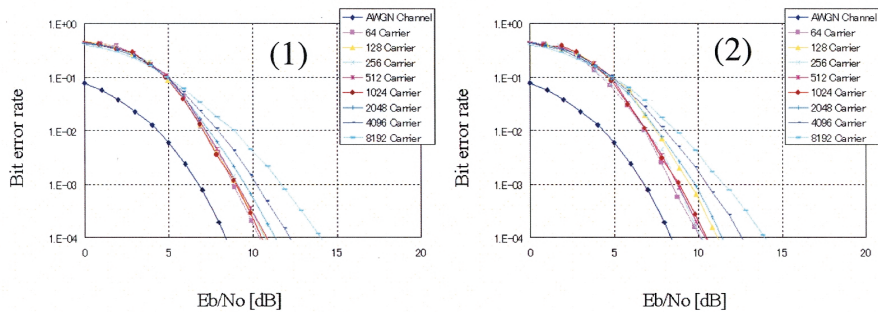 1.E+00
1.E-01
1.E-02
1.E-03
1.E-04
0
5
10
15
20
Bit error rate
Eb/No [dB]
(1)
AWGN Channel
64 Carrier
128 Carrier
256 Carrier
512 Carrier
1024 Carrier
2048 Carrier
4096 Carrier
8192 Carrier
1.E+00
1.E-01
1.E-02
1.E-03
1.E-04
0
5
10
15
20
Bit error rate
Eb/No [dB]
(2)
AWGN Channel
64 Carrier
128 Carrier
256 Carrier
512 Carrier
1024 Carrier
2048 Carrier
4096 Carrier
8192 Carrier